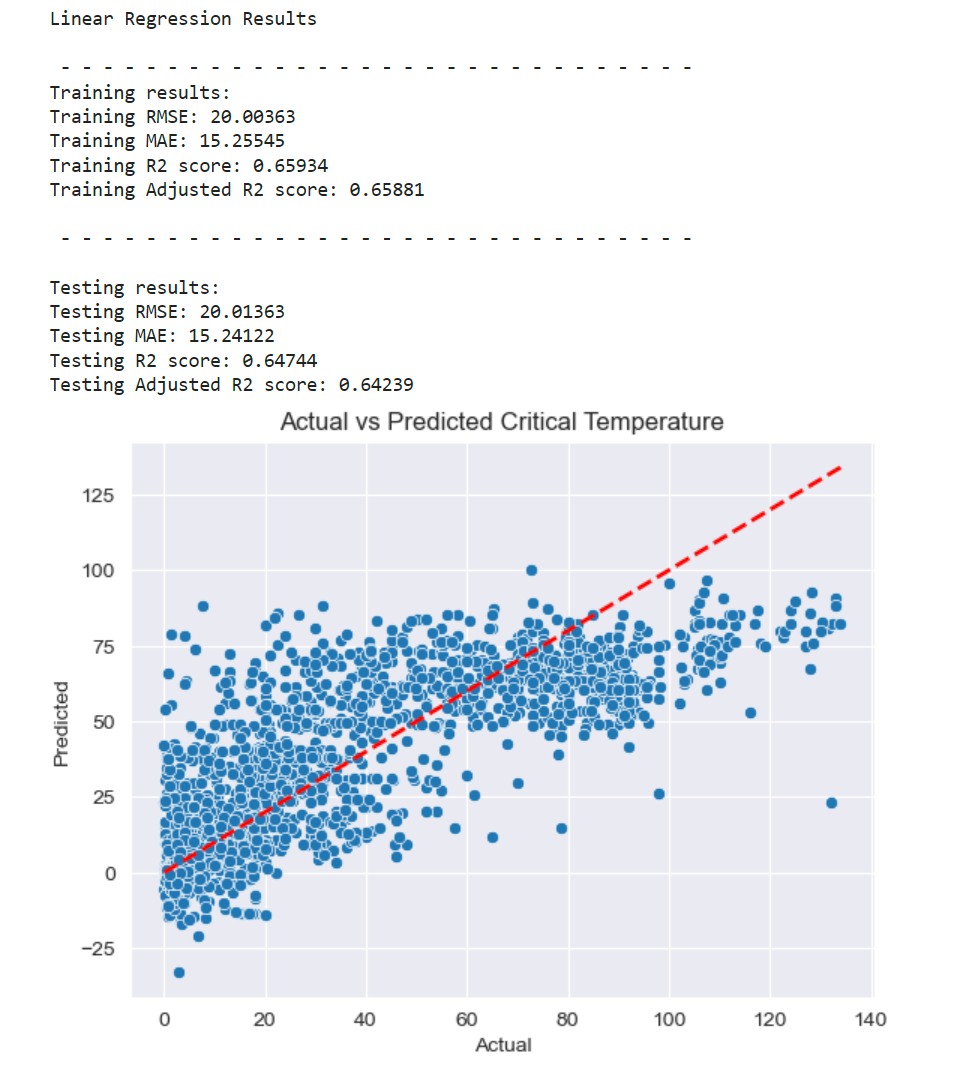 Linear Regression Results
- - - - - - - - - - - - - - - - - - - - - - - - - - - - - -
Training results:
Training RMSE: 20.00363
Training MAE: 15.25545
Training R2 score: 0.65934
Training Adjusted R2 score: 0.65881
- - - - - - - - - - - - - - - - - - - - - - - - - - - - - -
Testing results:
Testing RMSE: 20.01363
Testing MAE: 15.24122
Testing R2 score: 0.64744
Testing Adjusted R2 score: 0.64239
Actual vs Predicted Critical Temperature
125
100
75
50
25
0
−25
Predicted
0 20 40 60 80 100 120 140
Actual